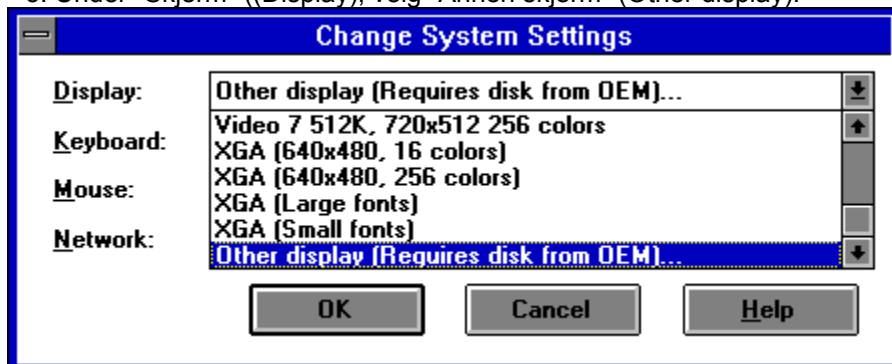 Change System Settings
Display: Other display (Requires disk from OEM)...
Video 7 512K, 720x512 256 colors
Keyboard: XGA (640x480, 16 colors)
XGA (640x480, 256 colors)
Mouse: XGA (Large fonts)
XGA (Small fonts)
Network: Other display (Requires disk from OEM)...
OK Cancel Help